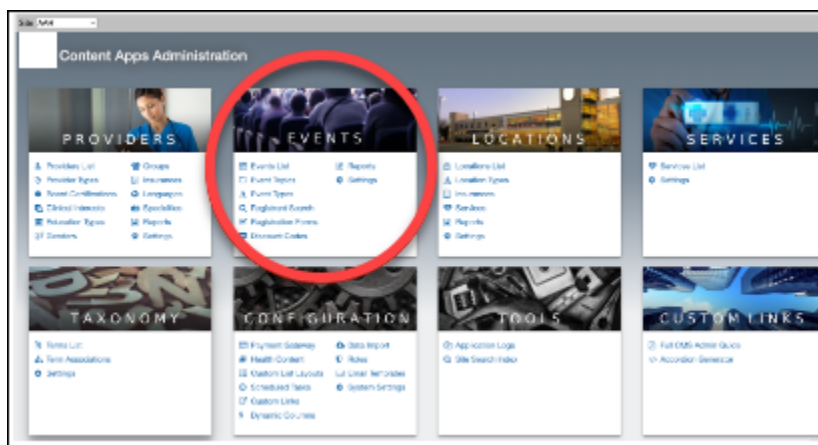 Site AAH
Content Apps Administration
PROVIDERS
Providers List
Groups
Provider Types
Insurances
Board Certifications
Languages
Clinical Interests
Specialties
Education Types
Reports
Genders
Settings
EVENTS
Events List
Reports
Event Topics
Settings
Event Types
Registrant Search
Registration Forms
Discount Codes
LOCATIONS
Locations List
Location Types
Insurances
Services
Reports
Settings
SERVICES
Services List
Settings
TAXONOMY
Terms List
Term Associations
Settings
CONFIGURATION
Payment Gateway
Data Import
Health Content
Roles
Custom List Layouts
Email Templates
Scheduled Tasks
System Settings
Custom Links
Dynamic Columns
TOOLS
Application Logs
Site Search Index
CUSTOM LINKS
Full CMS Admin Guide
Accordion Generator